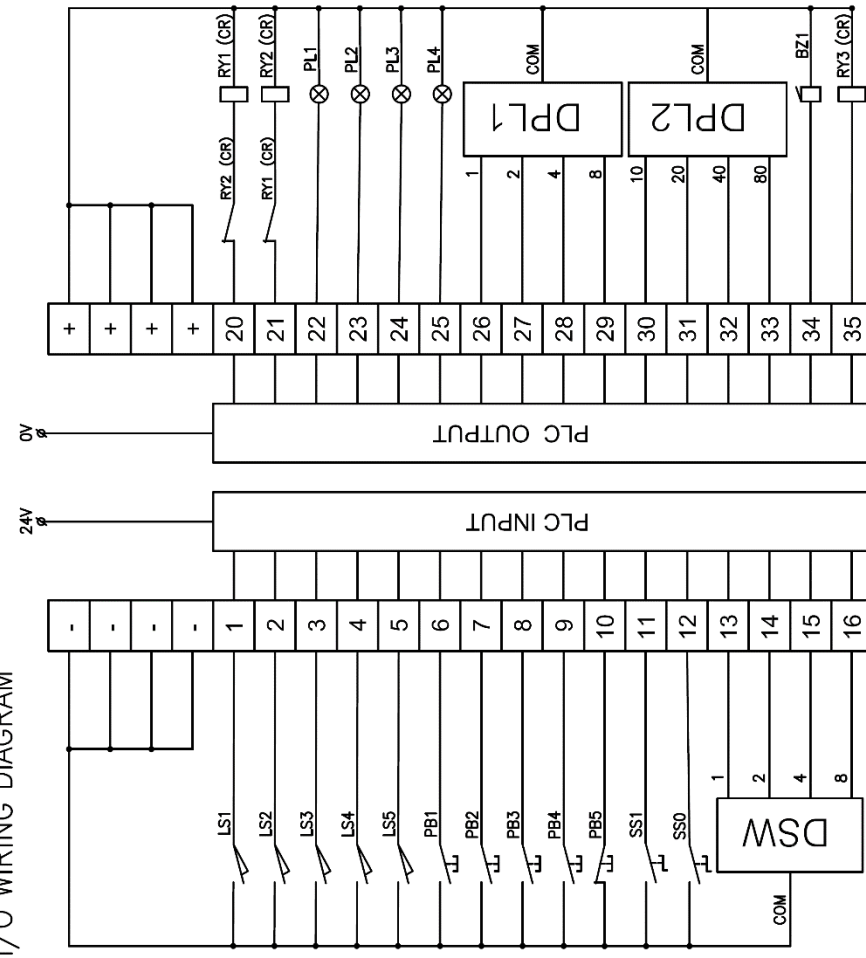 I/O WIRING DIAGRAM
24V
0V
-
-
-
-
1
2
3
4
5
6
7
8
9
10
11
12
13
14
15
16
LS1
LS2
LS3
LS4
LS5
PB1
PB2
PB3
PB4
PB5
SS1
SS0
1
2
4
8
DSW
COM
PLC INPUT
PLC OUTPUT
+
+
+
+
20
21
22
23
24
25
26
27
28
29
30
31
32
33
34
35
RY2 (CR)
RY1 (CR)
RY1 (CR)
RY2 (CR)
PL1
PL2
PL3
PL4
1
2
4
8
DPL1
COM
10
20
40
80
DPL2
COM
BZ1
RY3 (CR)